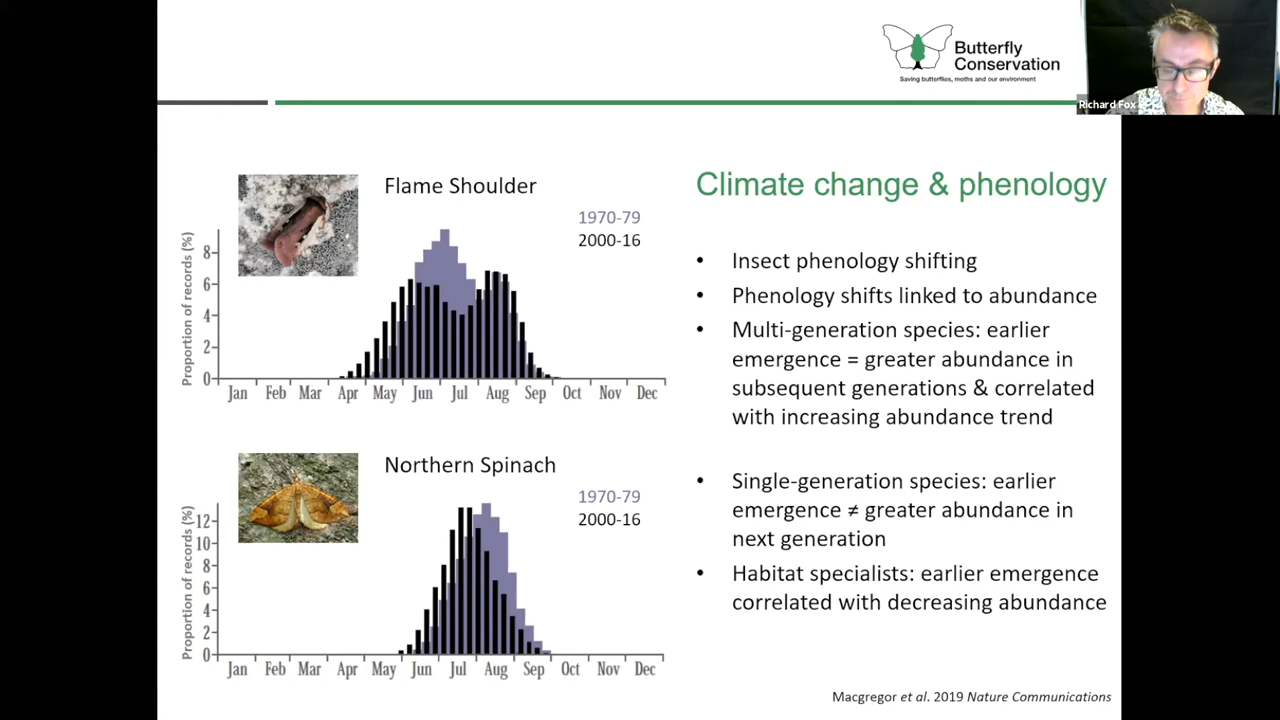 Butterfly
Conservation
Saving butterflies, moths and our environment
Richard Fox
Flame Shoulder
1970-79
2000-16
Proportion of records (%)
8
6
4
2
0
Jan Feb Mar Apr May Jun Jul Aug Sep Oct Nov Dec
Northern Spinach
1970-79
2000-16
Proportion of records (%)
12
10
8
6
4
2
0
Jan Feb Mar Apr May Jun Jul Aug Sep Oct Nov Dec
Climate change & phenology
• Insect phenology shifting
• Phenology shifts linked to abundance
• Multi-generation species: earlier
emergence = greater abundance in
subsequent generations & correlated
with increasing abundance trend
• Single-generation species: earlier
emergence ≠ greater abundance in
next generation
• Habitat specialists: earlier emergence
correlated with decreasing abundance
Macgregor et al. 2019 Nature Communications